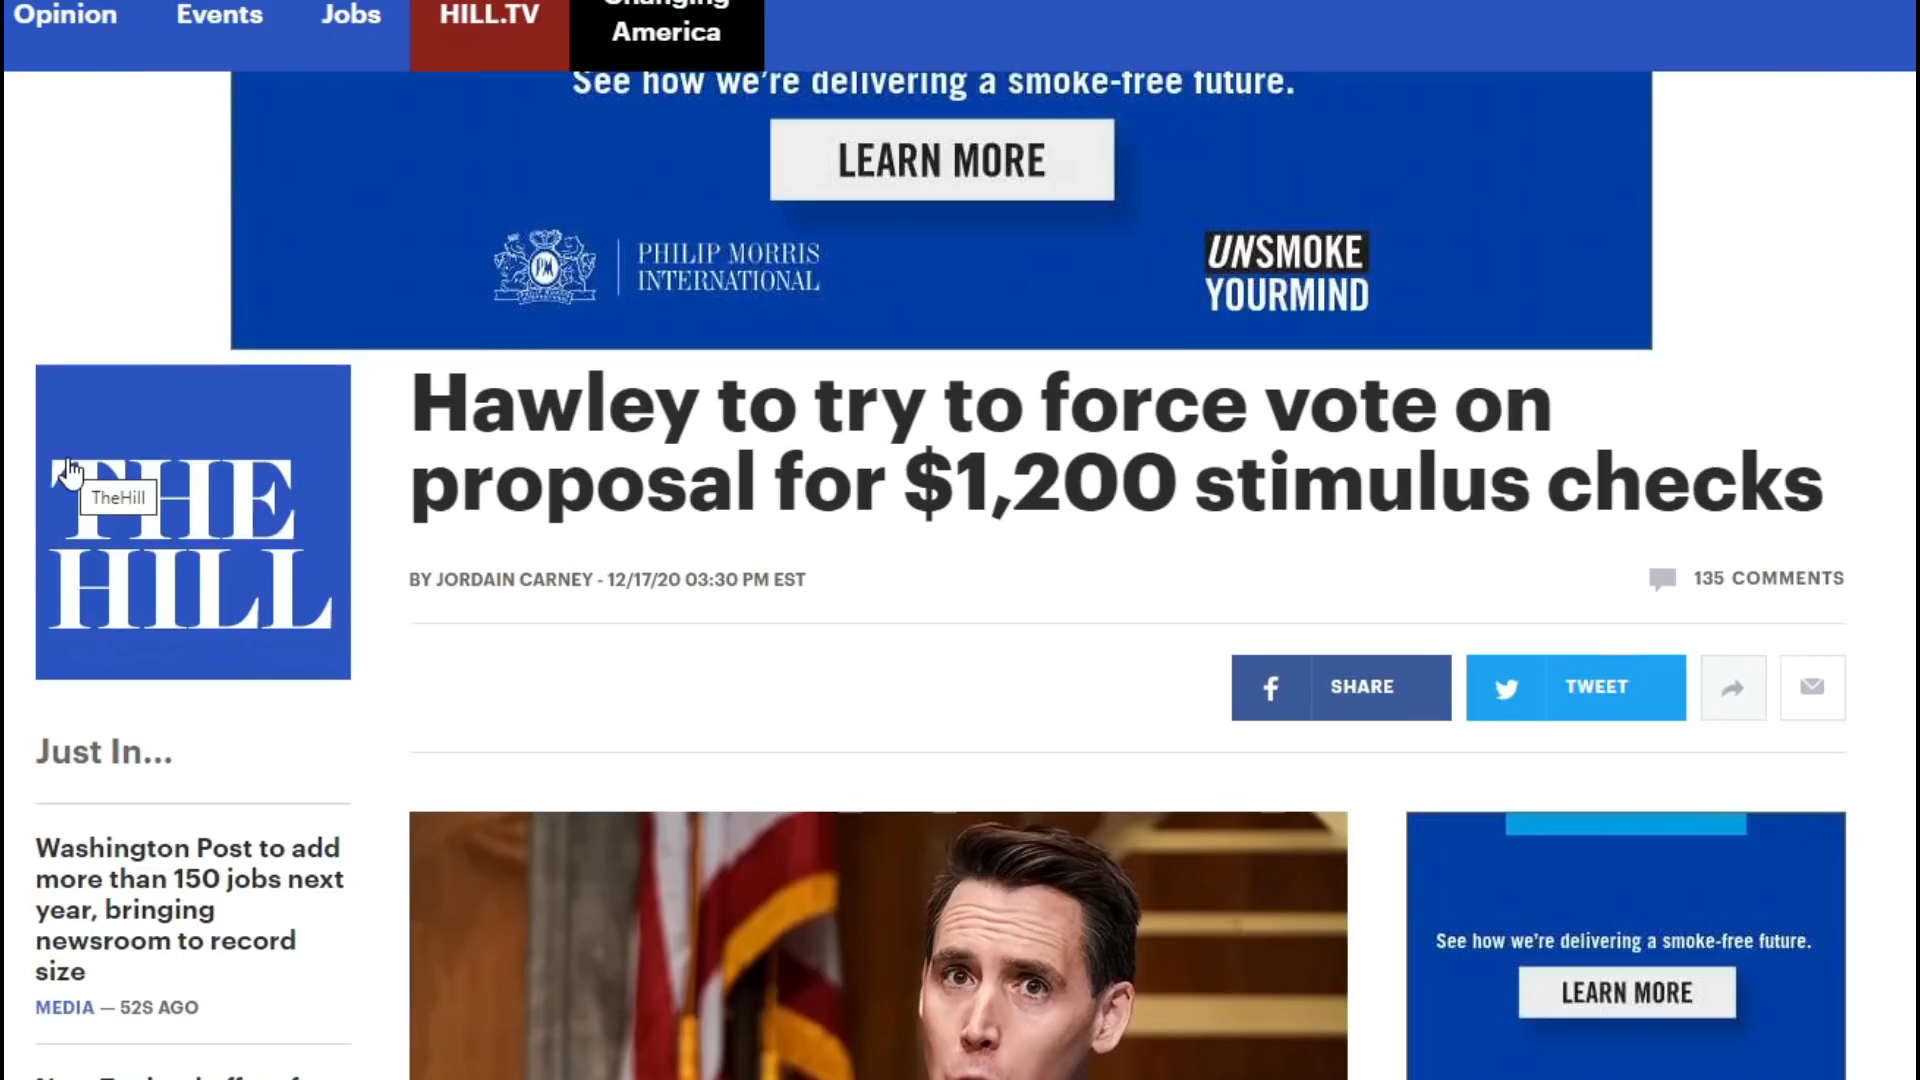 Opinion
Events
Jobs
HILL.TV
Changing
America
See how we're delivering a smoke-free future.
LEARN MORE
PHILIP MORRIS
INTERNATIONAL
UNSMOKE
YOURMIND
THE
HILL
TheHill
Hawley to try to force vote on
proposal for $1,200 stimulus checks
BY JORDAIN CARNEY - 12/17/20 03:30 PM EST
135 COMMENTS
SHARE
TWEET
Just In...
Washington Post to add
more than 150 jobs next
year, bringing
newsroom to record
size
MEDIA — 52S AGO
See how we're delivering a smoke-free future.
LEARN MORE